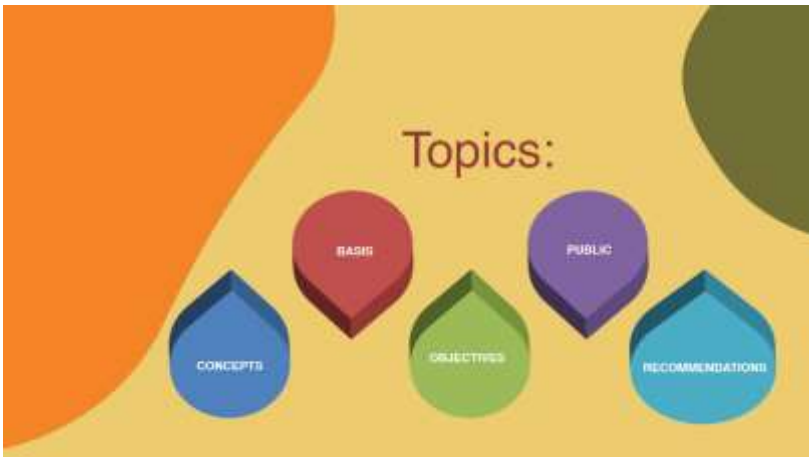 Topics:
CONCEPTS
BASIS
OBJECTIVES
PUBLIC
RECOMMENDATIONS